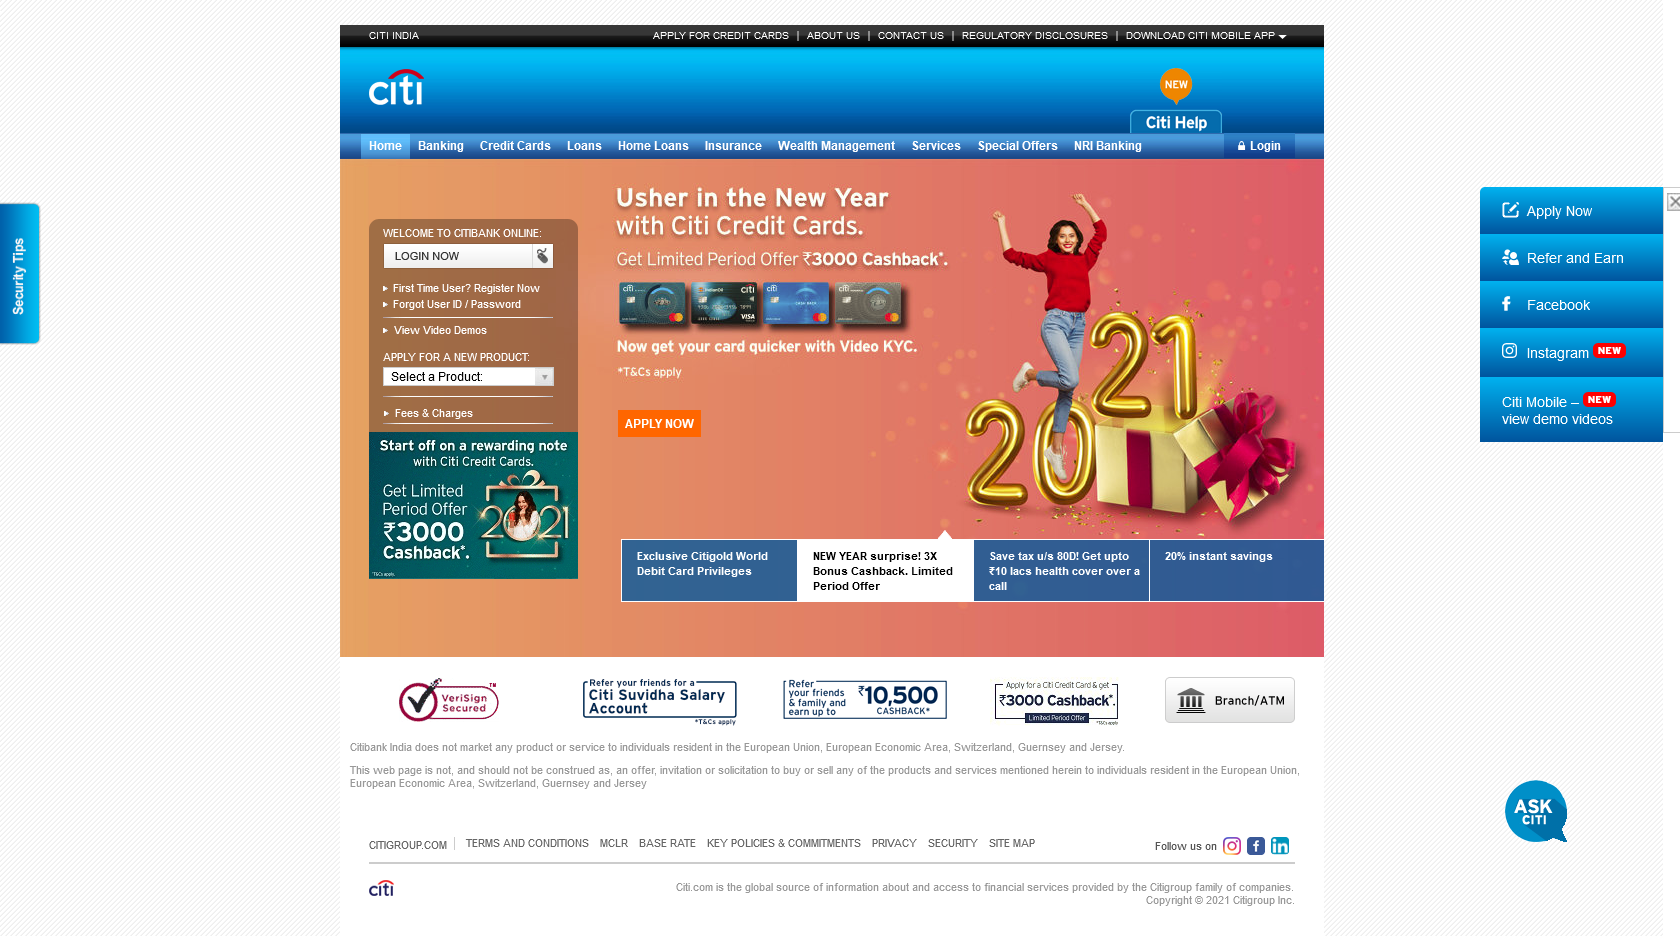 CITI INDIA
APPLY FOR CREDIT CARDS | ABOUT US | CONTACT US | REGULATORY DISCLOSURES | DOWNLOAD CITI MOBILE APP
citi
NEW
Citi Help
Home Banking Credit Cards Loans Home Loans Insurance Wealth Management Services Special Offers NRI Banking Login
Security Tips
WELCOME TO CITIBANK ONLINE:
LOGIN NOW
First Time User? Register Now
Forgot User ID / Password
View Video Demos
APPLY FOR A NEW PRODUCT:
Select a Product:
Fees & Charges
Start off on a rewarding note
with Citi Credit Cards.
Get Limited
Period Offer
₹3000
Cashback*.
2021
*T&Cs apply
Usher in the New Year
with Citi Credit Cards.
Get Limited Period Offer ₹3000 Cashback*.
citi
IndianOil citi
citi CASH BACK
citi
VISA
Now get your card quicker with Video KYC.
*T&Cs apply
APPLY NOW
2021
Exclusive Citigold World
Debit Card Privileges
NEW YEAR surprise! 3X
Bonus Cashback. Limited
Period Offer
Save tax u/s 80D! Get upto
₹10 lacs health cover over a
call
20% instant savings
Apply Now
Refer and Earn
Facebook
Instagram NEW
Citi Mobile – NEW
view demo videos
VeriSign™
Secured
Refer your friends for a
Citi Suvidha Salary
Account
*T&Cs apply
Refer
your friends
& family and
earn up to
₹10,500
CASHBACK*
Apply for a Citi Credit Card & get
₹3000 Cashback*.
Limited Period Offer
*T&Cs apply
Branch/ATM
Citibank India does not market any product or service to individuals resident in the European Union, European Economic Area, Switzerland, Guernsey and Jersey.
This web page is not, and should not be construed as, an offer, invitation or solicitation to buy or sell any of the products and services mentioned herein to individuals resident in the European Union,
European Economic Area, Switzerland, Guernsey and Jersey
ASK
CITI
CITIGROUP.COM | TERMS AND CONDITIONS MCLR BASE RATE KEY POLICIES & COMMITMENTS PRIVACY SECURITY SITE MAP
Follow us on
citi
Citi.com is the global source of information about and access to financial services provided by the Citigroup family of companies.
Copyright © 2021 Citigroup Inc.